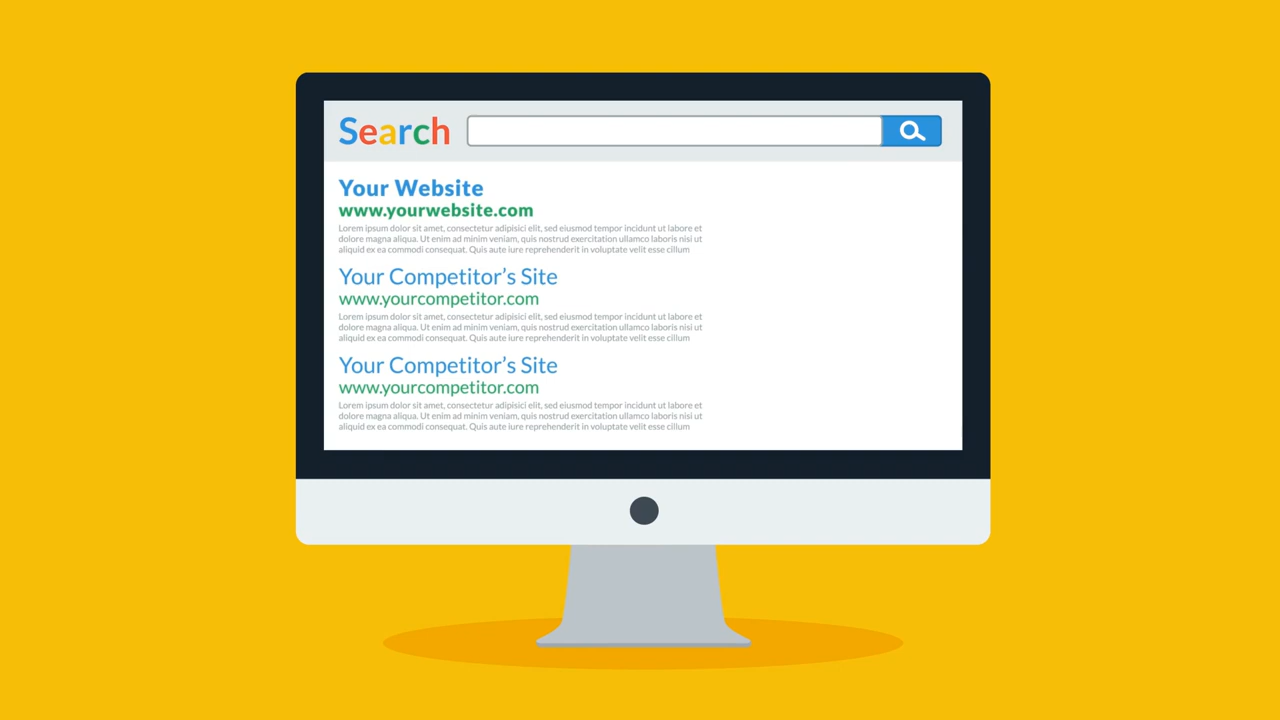 Search
Your Website
www.yourwebsite.com
Lorem ipsum dolor sit amet, consectetur adipisici elit, sed eiusmod tempor incidunt ut labore et
dolore magna aliqua. Ut enim ad minim veniam, quis nostrud exercitation ullamco laboris nisi ut
aliquid ex ea commodi consequat. Quis aute iure reprehenderit in voluptate velit esse cillum
Your Competitor's Site
www.yourcompetitor.com
Lorem ipsum dolor sit amet, consectetur adipisici elit, sed eiusmod tempor incidunt ut labore et
dolore magna aliqua. Ut enim ad minim veniam, quis nostrud exercitation ullamco laboris nisi ut
aliquid ex ea commodi consequat. Quis aute iure reprehenderit in voluptate velit esse cillum
Your Competitor's Site
www.yourcompetitor.com
Lorem ipsum dolor sit amet, consectetur adipisici elit, sed eiusmod tempor incidunt ut labore et
dolore magna aliqua. Ut enim ad minim veniam, quis nostrud exercitation ullamco laboris nisi ut
aliquid ex ea commodi consequat. Quis aute iure reprehenderit in voluptate velit esse cillum